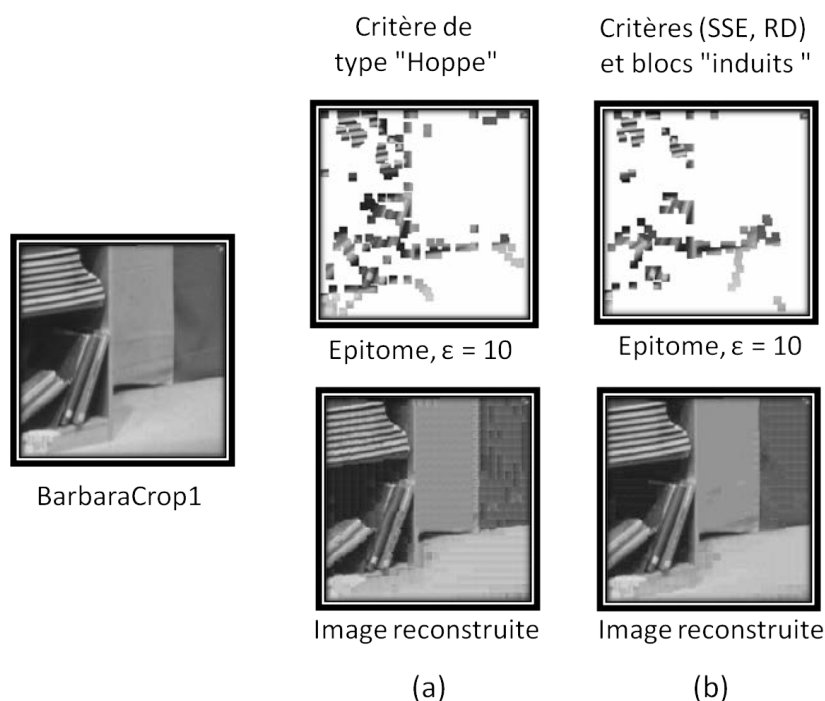 Critère de
type "Hoppe"
Critères (SSE, RD)
et blocs "induits "
Epitome, ε = 10
Epitome, ε = 10
BarbaraCrop1
Image reconstruite
Image reconstruite
(a)
(b)